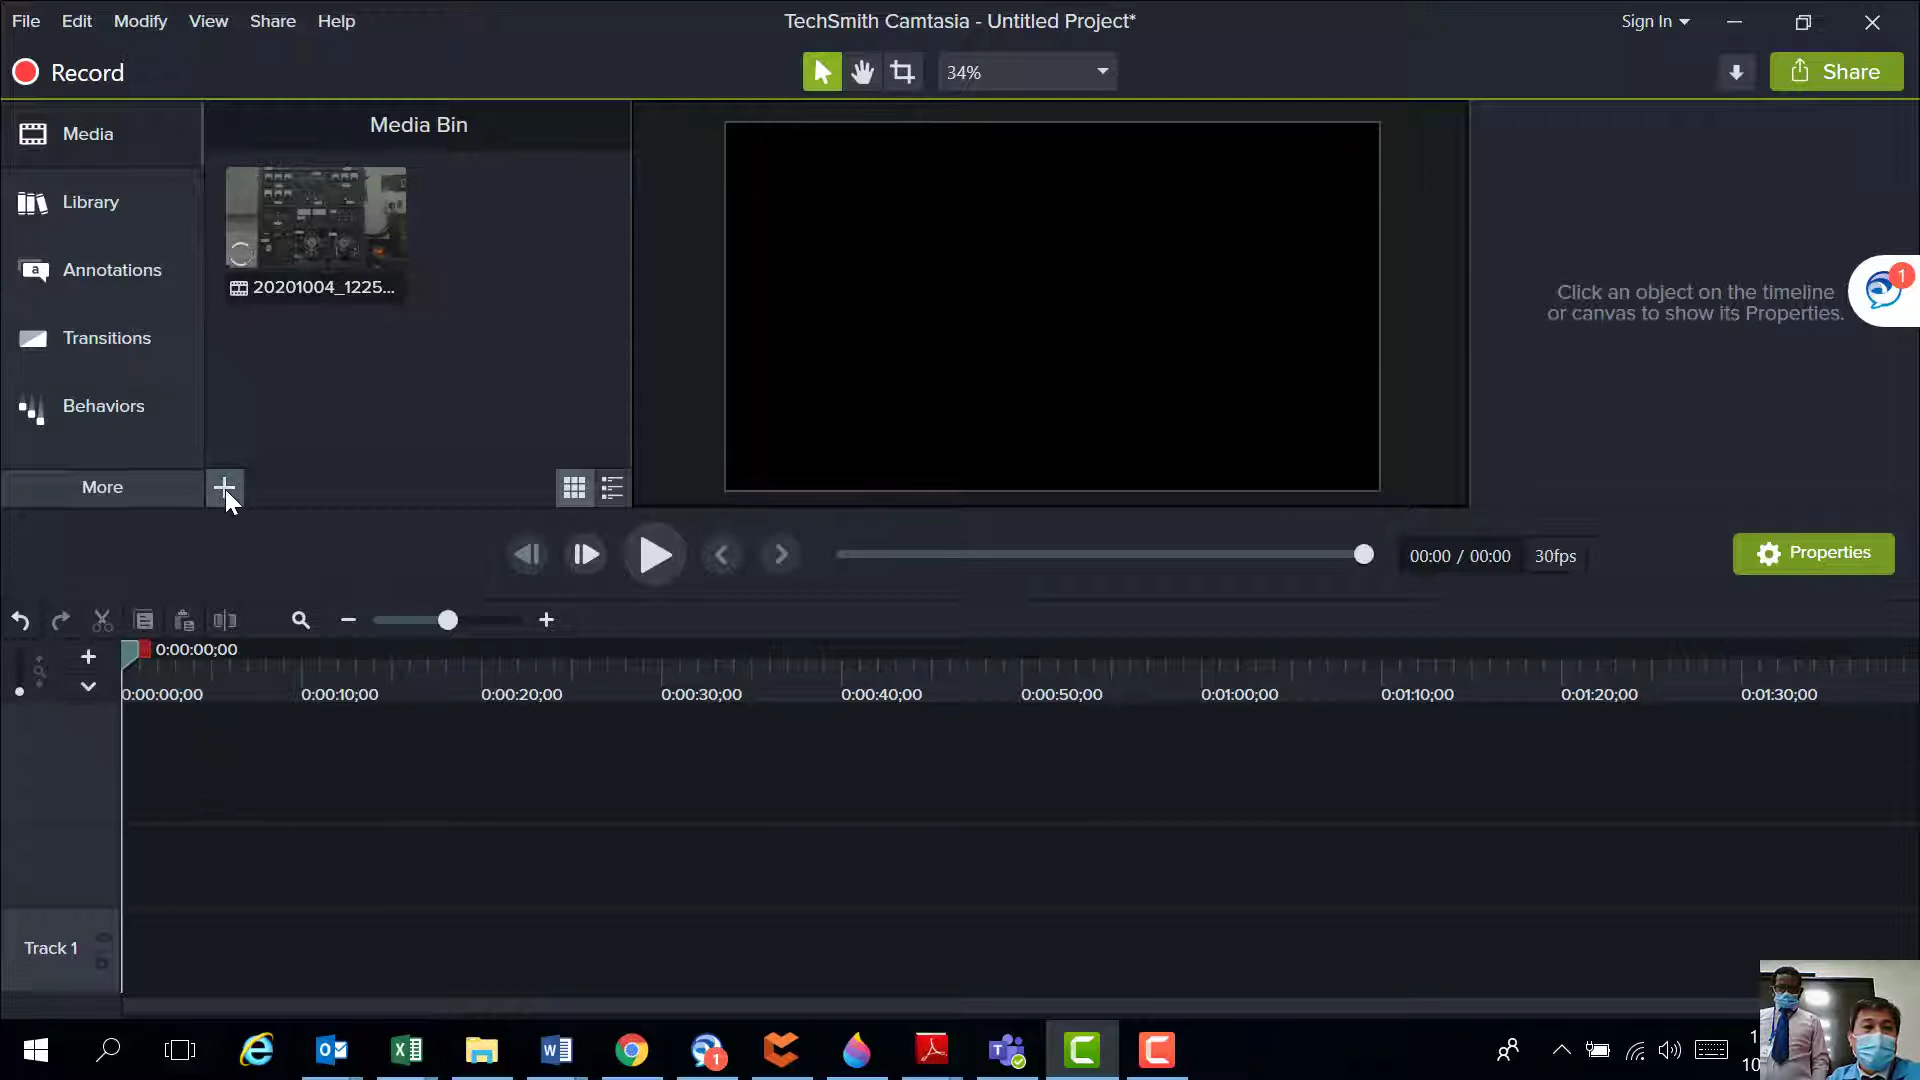 File Edit Modify View Share Help
TechSmith Camtasia - Untitled Project*
Sign In
Record
34%
Share
Media
Media Bin
Library
a
Annotations
20201004_1225...
Transitions
Behaviors
More
Click an object on the timeline
or canvas to show its Properties.
1
00:00 / 00:00 30fps
Properties
0:00:00;00
0:00:00;00 0:00:10;00 0:00:20;00 0:00:30;00 0:00:40;00 0:00:50;00 0:01:00;00 0:01:10;00 0:01:20;00 0:01:30;00
Track 1
1